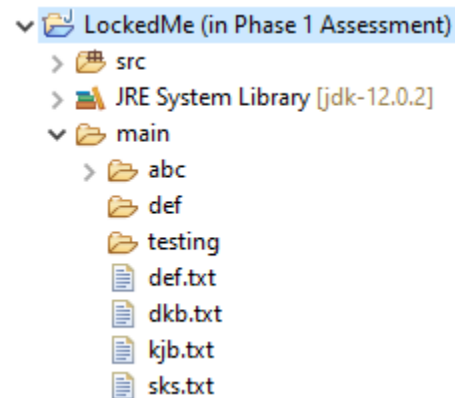 LockedMe (in Phase 1 Assessment)
src
JRE System Library [jdk-12.0.2]
main
abc
def
testing
def.txt
dkb.txt
kjb.txt
sks.txt